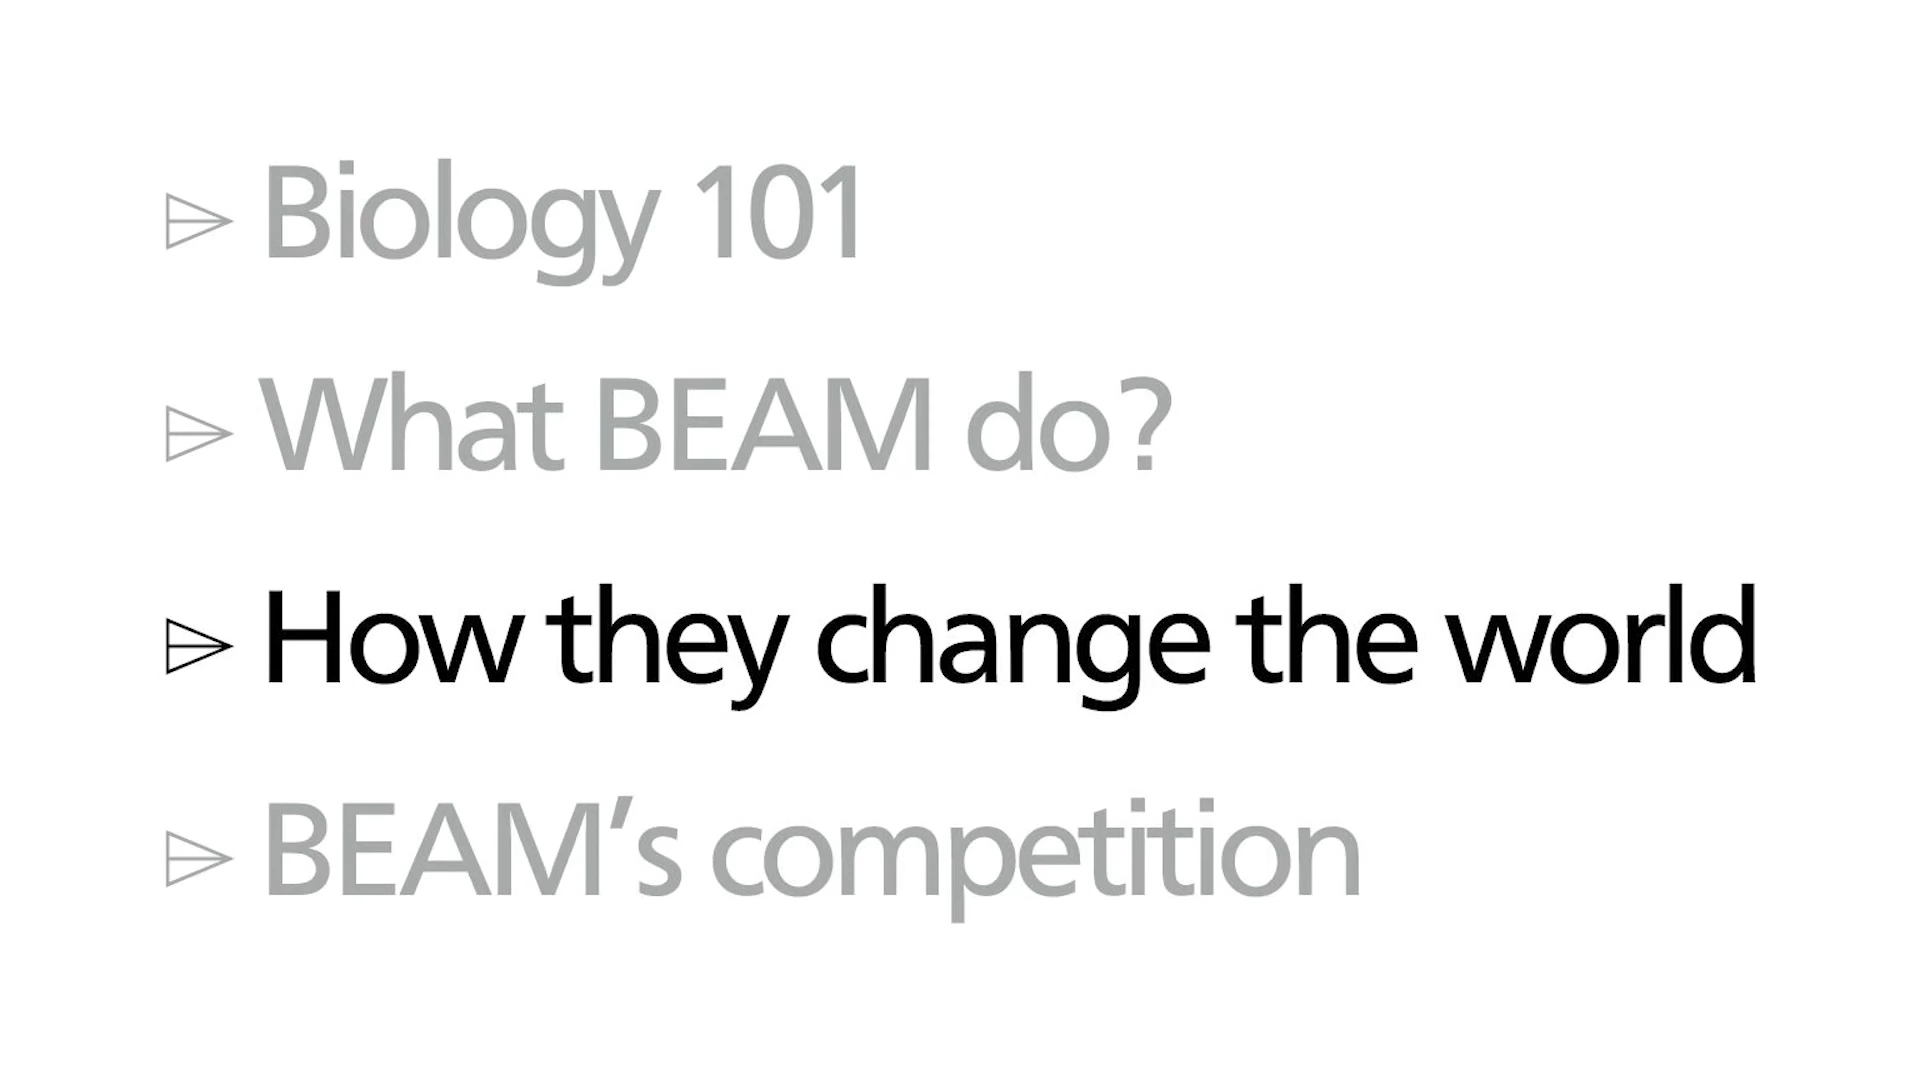 Biology 101
What BEAM do?
How they change the world
BEAM’s competition